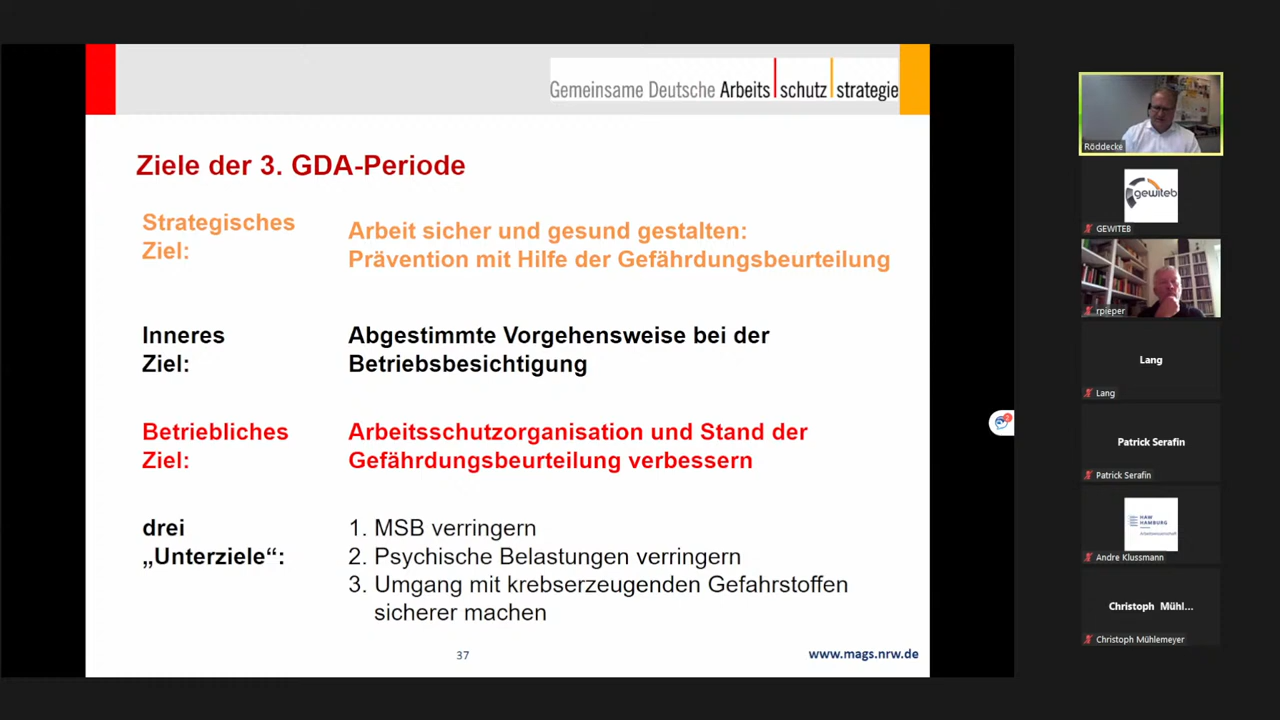 Gemeinsame Deutsche Arbeitsschutzstrategie
Ziele der 3. GDA-Periode
Strategisches
Ziel:
Arbeit sicher und gesund gestalten:
Prävention mit Hilfe der Gefährdungsbeurteilung
Inneres
Ziel:
Abgestimmte Vorgehensweise bei der
Betriebsbesichtigung
Betriebliches
Ziel:
Arbeitsschutzorganisation und Stand der
Gefährdungsbeurteilung verbessern
drei
„Unterziele“:
1. MSB verringern
2. Psychische Belastungen verringern
3. Umgang mit krebserzeugenden Gefahrstoffen
sicherer machen
37
www.mags.nrw.de
Röddecke
gewiteb
GEWITEB
rpieper
Lang
Lang
Patrick Serafin
Patrick Serafin
HAW
HAMBURG
Arbeitswissenschaft
Andre Klussmann
Christoph Mühl...
Christoph Mühlemeyer